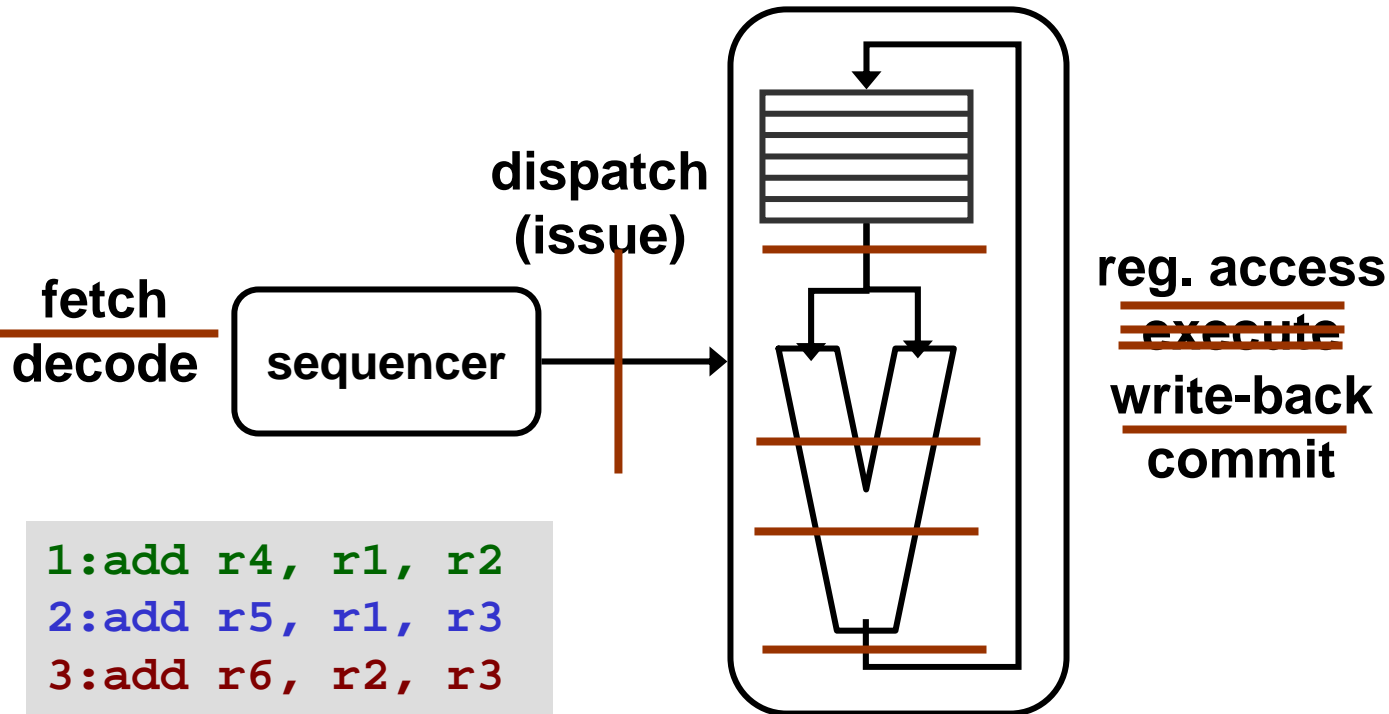 dispatch
(issue)
fetch
decode
sequencer
reg. access
execute
write-back
commit
1:add r4, r1, r2
2:add r5, r1, r3
3:add r6, r2, r3